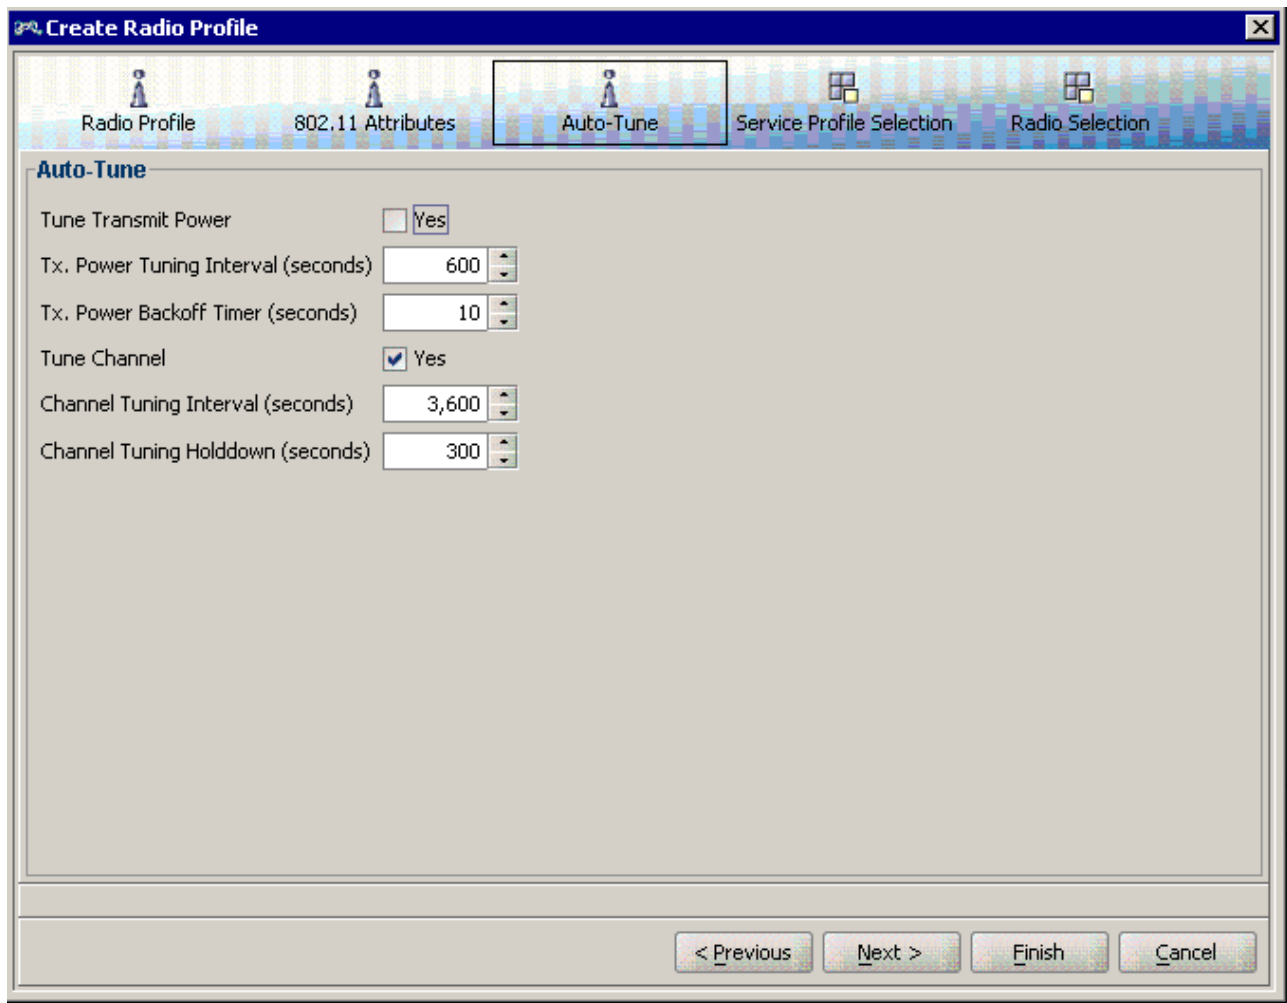 Create Radio Profile
Radio Profile
802.11 Attributes
Auto-Tune
Service Profile Selection
Radio Selection
Auto-Tune
Tune Transmit Power Yes
Tx. Power Tuning Interval (seconds) 600
Tx. Power Backoff Timer (seconds) 10
Tune Channel Yes
Channel Tuning Interval (seconds) 3,600
Channel Tuning Holddown (seconds) 300
< Previous
Next >
Finish
Cancel